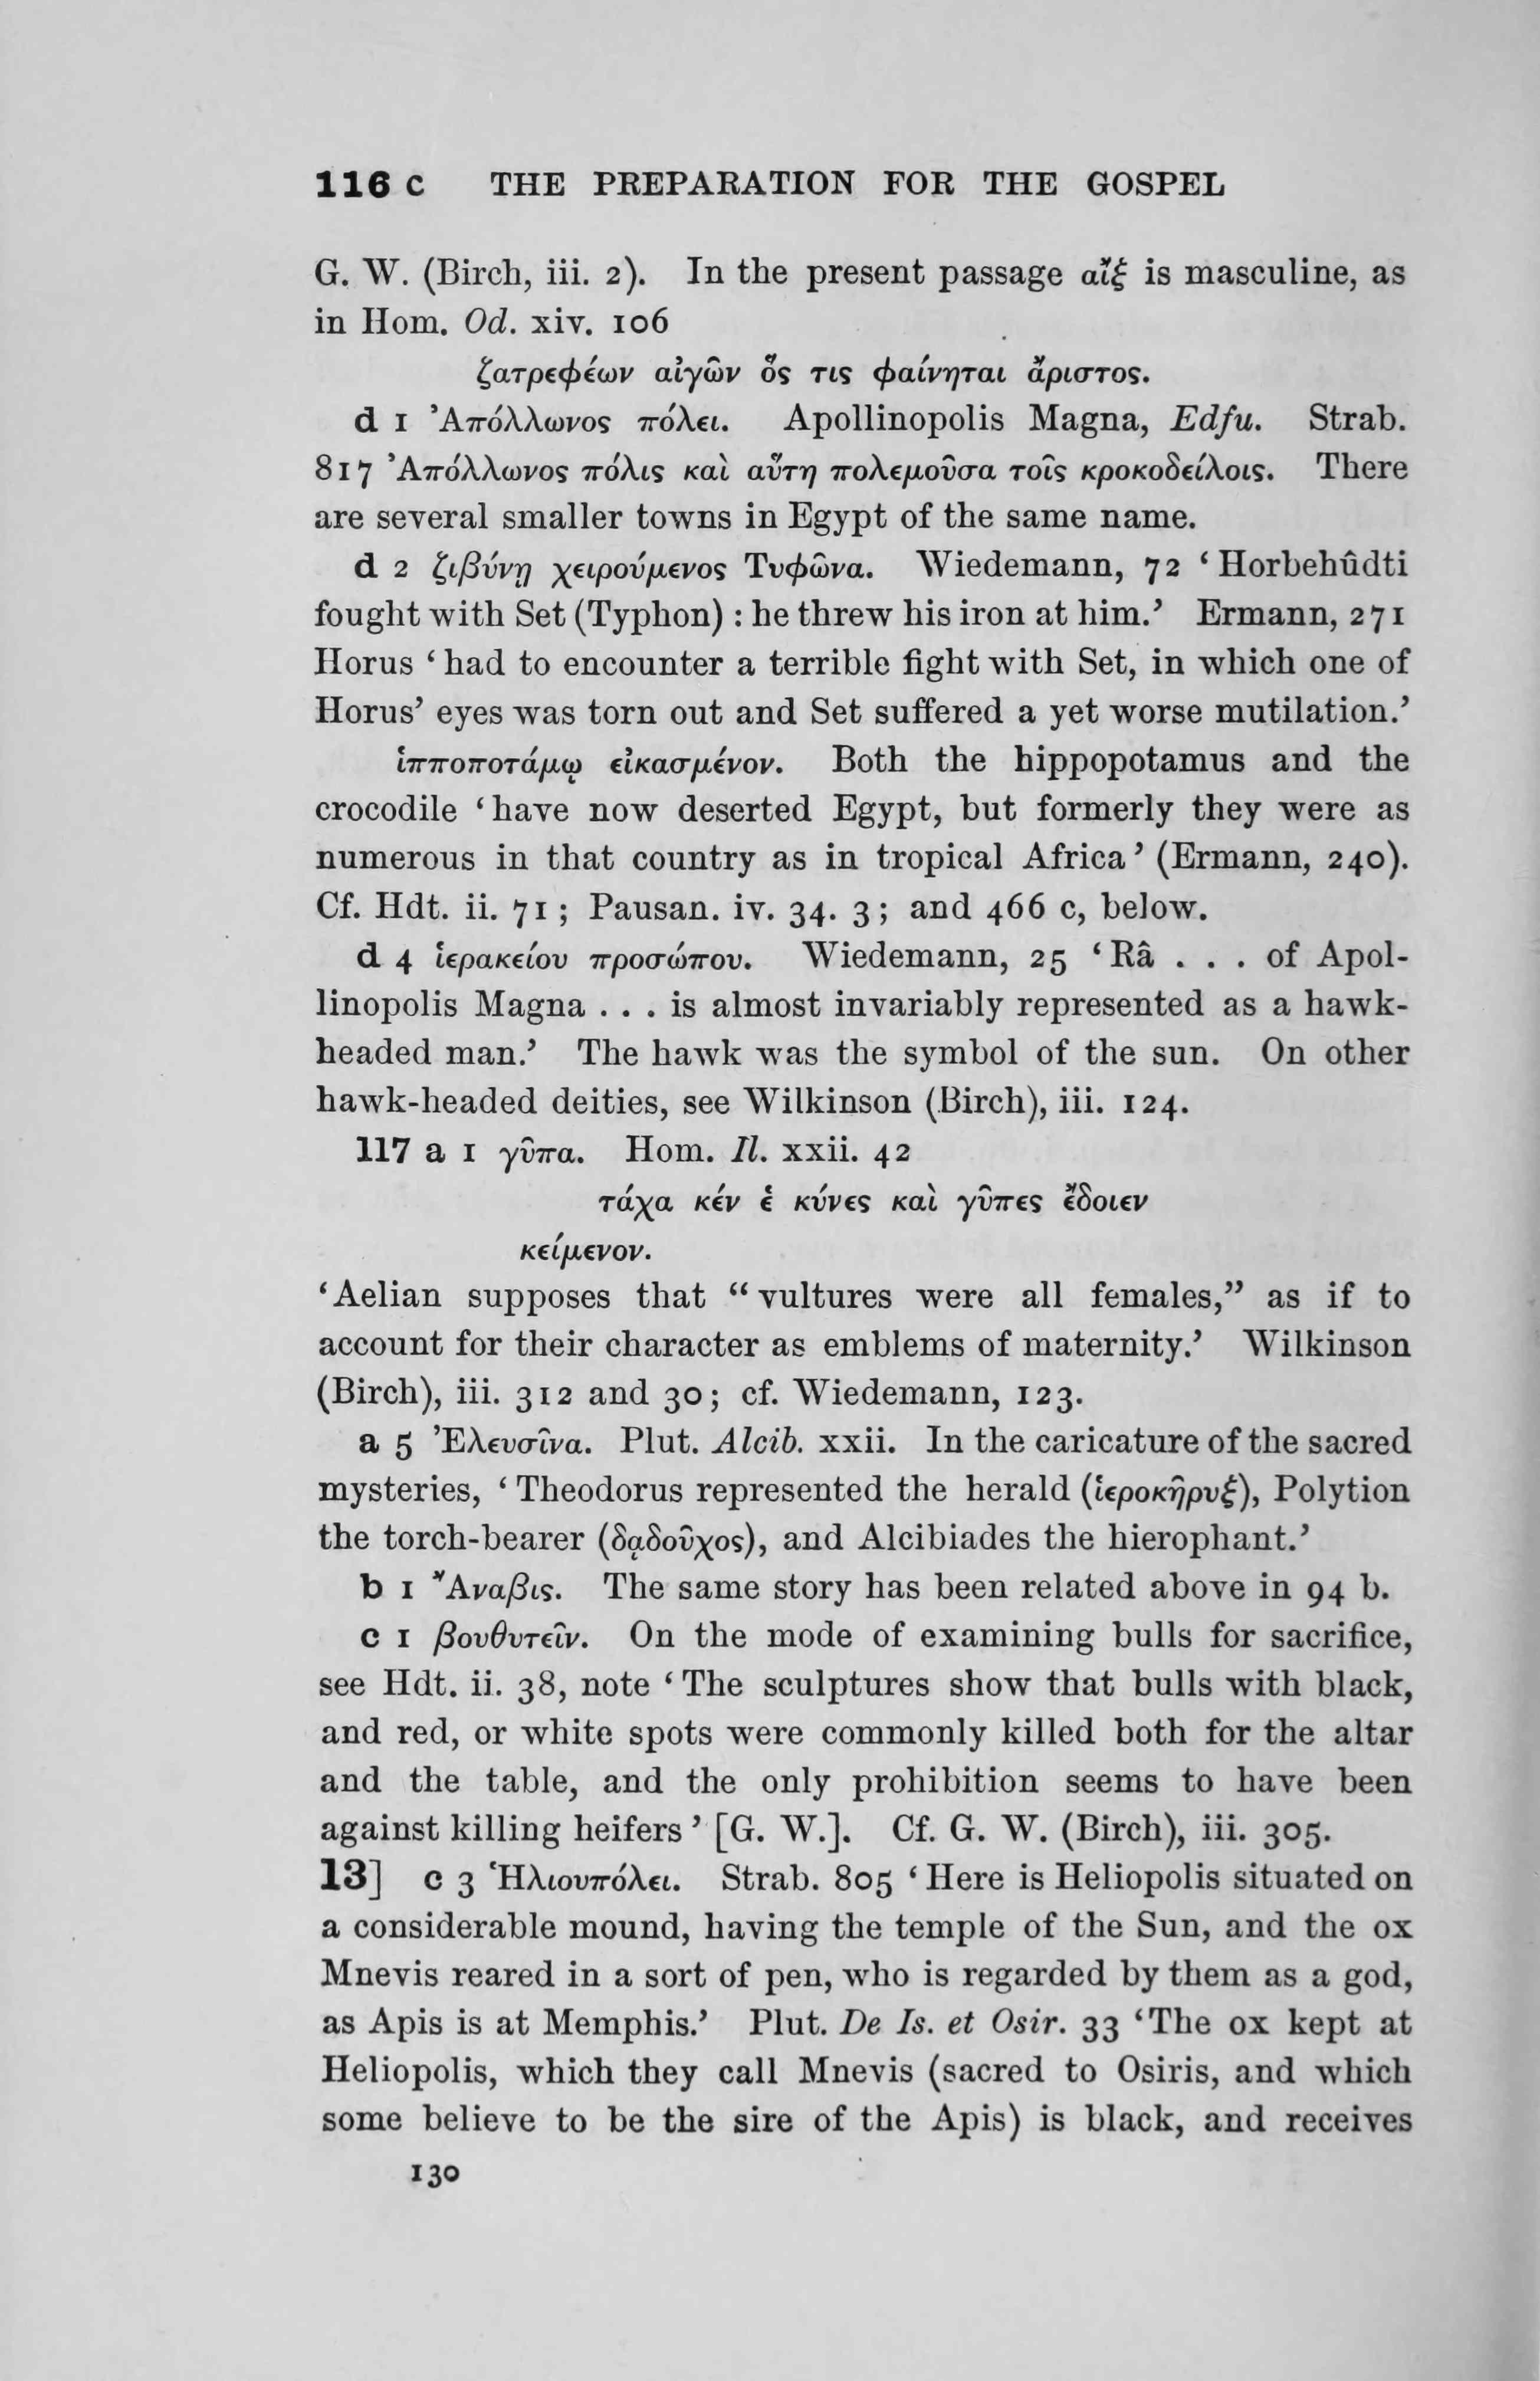 116 c THE PREPARATION FOR THE GOSPEL
G. W. (Birch, iii. 2). In the present passage αἴξ is masculine, as
in Hom. Od. xiv. 106
ζατρεφέων αἰγῶν ὅς τις φαίνηται ἄριστος.
d 1 Ἀπόλλωνος πόλει. Apollinopolis Magna, Edfu. Strab.
817 Ἀπόλλωνος πόλις καὶ αὕτη πολεμοῦσα τοῖς κροκοδείλοις. There
are several smaller towns in Egypt of the same name.
d 2 ζιβύνῃ χειρούμενος Τυφῶνα. Wiedemann, 72 ‘Horbehûdti
fought with Set (Typhon) : he threw his iron at him.’ Ermann, 271
Horus ‘had to encounter a terrible fight with Set, in which one of
Horus’ eyes was torn out and Set suffered a yet worse mutilation.’
ἱπποποτάμῳ εἰκασμένον. Both the hippopotamus and the
crocodile ‘have now deserted Egypt, but formerly they were as
numerous in that country as in tropical Africa’ (Ermann, 240).
Cf. Hdt. ii. 71; Pausan. iv. 34. 3; and 466 c, below.
d 4 ἱερακείου προσώπου. Wiedemann, 25 ‘Râ . . . of Apol-
linopolis Magna . . . is almost invariably represented as a hawk-
headed man.’ The hawk was the symbol of the sun. On other
hawk-headed deities, see Wilkinson (Birch), iii. 124.
117 a 1 γῦπα. Hom. Il. xxii. 42
τάχα κέν ἑ κύνες καὶ γῦπες ἔδοιεν
κείμενον.
‘Aelian supposes that “vultures were all females,” as if to
account for their character as emblems of maternity.’ Wilkinson
(Birch), iii. 312 and 30; cf. Wiedemann, 123.
a 5 Ἐλευσῖνα. Plut. Alcib. xxii. In the caricature of the sacred
mysteries, ‘Theodorus represented the herald (ἱεροκῆρυξ), Polytion
the torch-bearer (δᾳδοῦχος), and Alcibiades the hierophant.’
b 1 Ἄναβις. The same story has been related above in 94 b.
c 1 βουθυτεῖν. On the mode of examining bulls for sacrifice,
see Hdt. ii. 38, note ‘The sculptures show that bulls with black,
and red, or white spots were commonly killed both for the altar
and the table, and the only prohibition seems to have been
against killing heifers’ [G. W.]. Cf. G. W. (Birch), iii. 305.
13] c 3 Ἡλιουπόλει. Strab. 805 ‘Here is Heliopolis situated on
a considerable mound, having the temple of the Sun, and the ox
Mnevis reared in a sort of pen, who is regarded by them as a god,
as Apis is at Memphis.’ Plut. De Is. et Osir. 33 ‘The ox kept at
Heliopolis, which they call Mnevis (sacred to Osiris, and which
some believe to be the sire of the Apis) is black, and receives
130